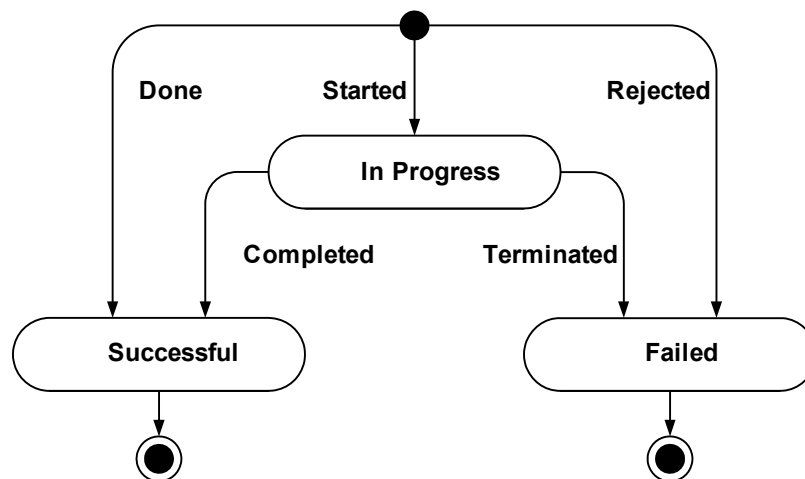 Done
Started
Rejected
In Progress
Completed
Terminated
Successful
Failed